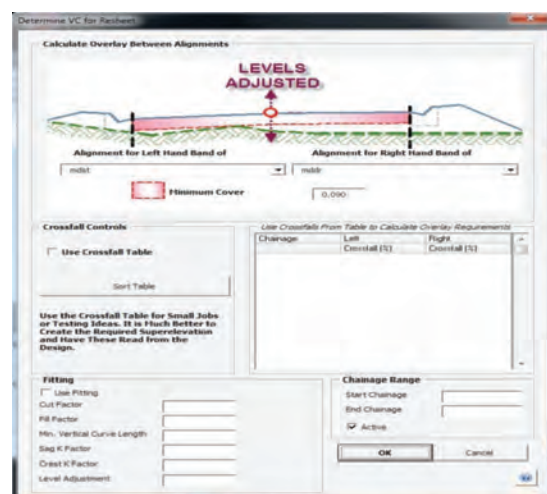 Determine VC for Resheet
Calculate Overlay Between Alignments
LEVELS
ADJUSTED
Alignment for Left Hand Band of
Alignment for Right Hand Band of
mddr
Minimum Cover
0.090
Crossfall Controls
Use Crossfall Table
Sort Table
Use the Crossfall Table for Small Jobs
or Testing Ideas. It is Much Better to
Create the Required Superelevation
and Have These Read from the
Design.
Use Crossfalls From Table to Calculate Overlay Requirements
Chainage
Left
Crossfall (%)
Right
Crossfall (%)
Fitting
Use Fitting
Cut Factor
Fill Factor
Min. Vertical Curve Length
Sag K Factor
Crest K Factor
Level Adjustment
Chainage Range
Start Chainage
End Chainage
Active
OK
Cancel